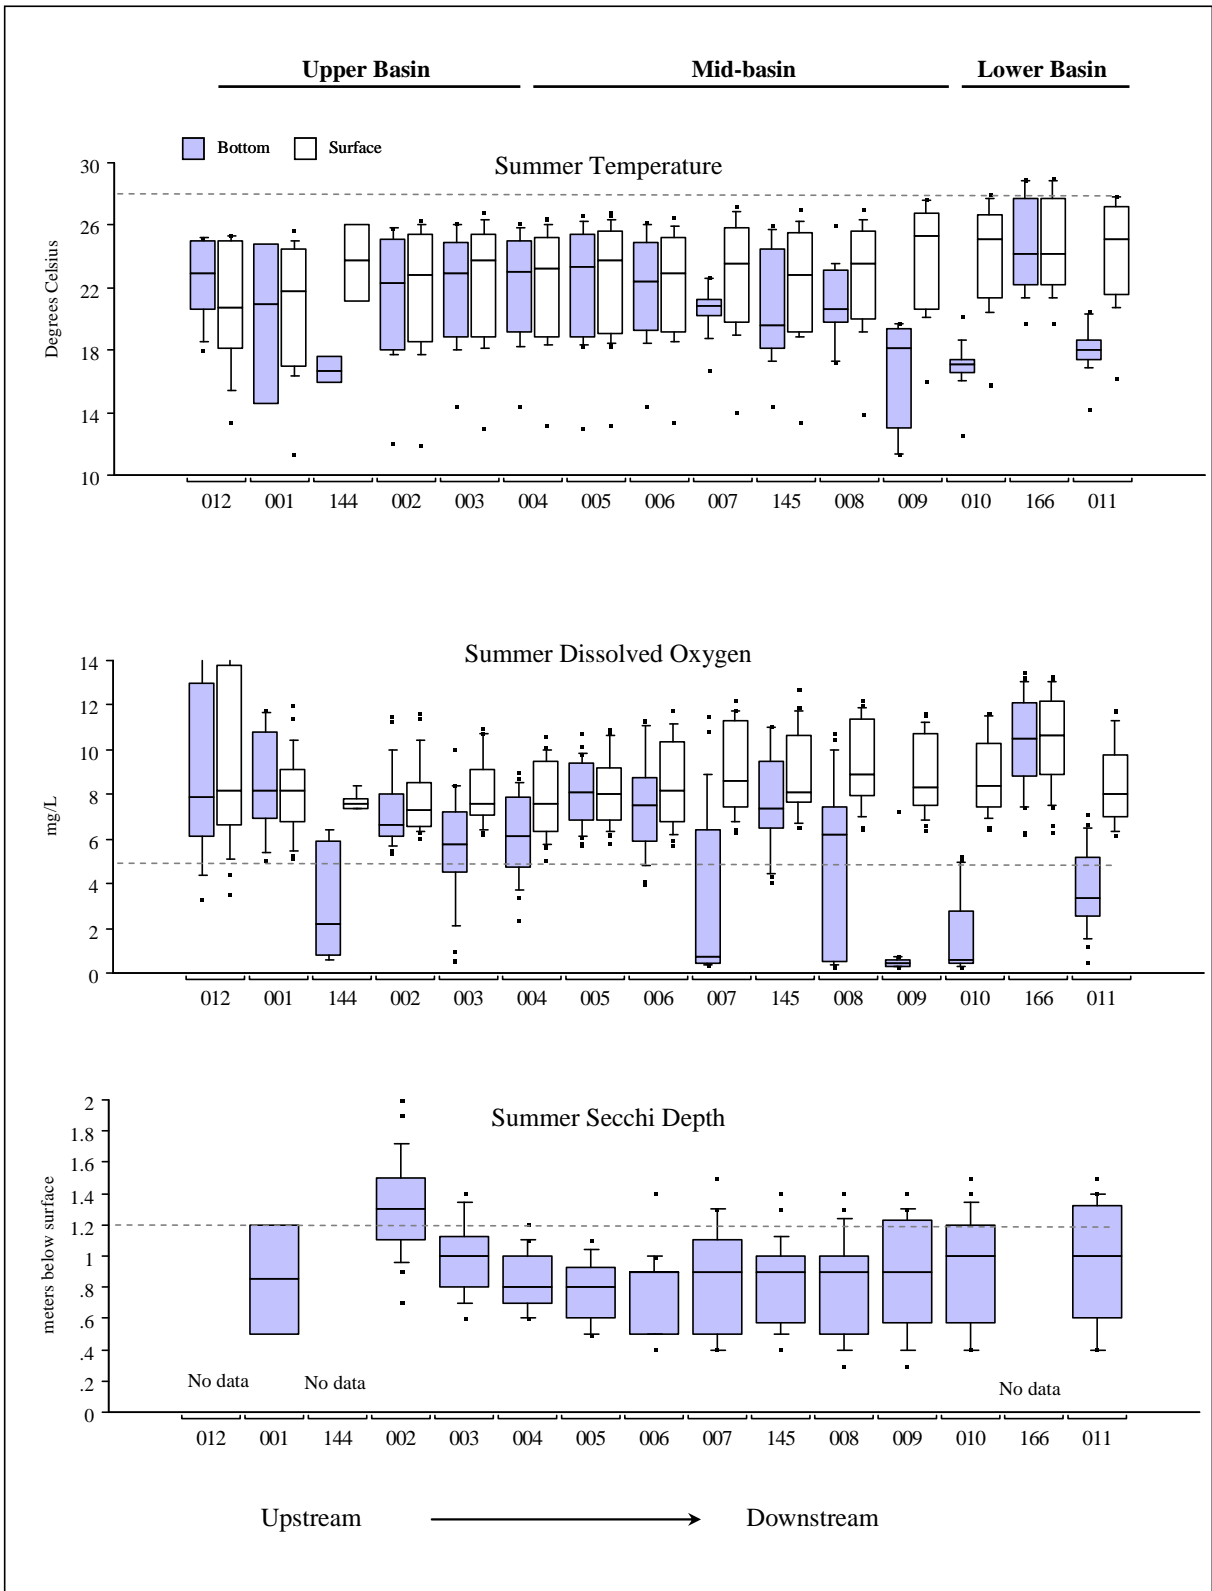 Upper Basin Mid-basin Lower Basin
Bottom Surface
Summer Temperature
Degrees Celsius
30
26
22
18
14
10
012 001 144 002 003 004 005 006 007 145 008 009 010 166 011
Summer Dissolved Oxygen
mg/L
14
12
10
8
6
4
2
0
012 001 144 002 003 004 005 006 007 145 008 009 010 166 011
Summer Secchi Depth
meters below surface
2
1.8
1.6
1.4
1.2
1
.8
.6
.4
.2
0
No data No data No data
012 001 144 002 003 004 005 006 007 145 008 009 010 166 011
Upstream Downstream